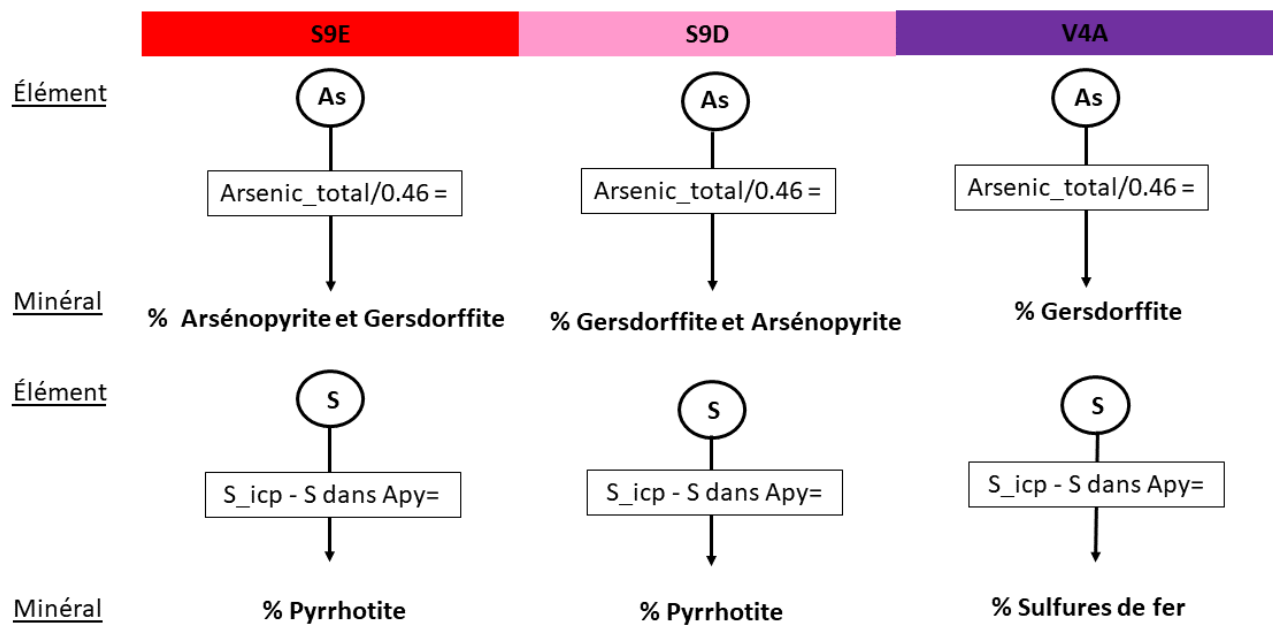 S9E S9D V4A
Élément As As As
Arsenic_total/0.46 = Arsenic_total/0.46 = Arsenic_total/0.46 =
Minéral % Arsénopyrite et Gersdorffite % Gersdorffite et Arsénopyrite % Gersdorffite
Élément S S S
S_icp - S dans Apy= S_icp - S dans Apy= S_icp - S dans Apy=
Minéral % Pyrrhotite % Pyrrhotite % Sulfures de fer